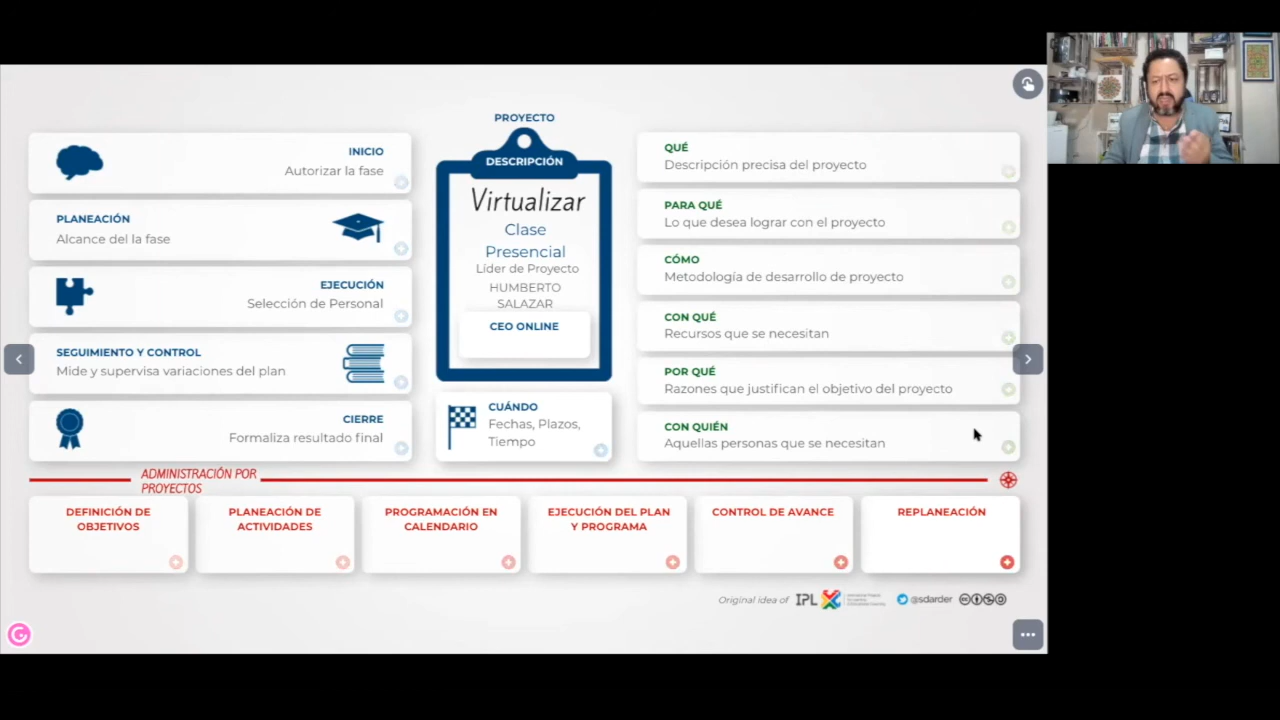 PROYECTO
DESCRIPCIÓN
Virtualizar
Clase
Presencial
Líder de Proyecto
HUMBERTO
SALAZAR
CEO ONLINE
CUÁNDO
Fechas, Plazos,
Tiempo
INICIO
Autorizar la fase
PLANEACIÓN
Alcance del la fase
EJECUCIÓN
Selección de Personal
SEGUIMIENTO Y CONTROL
Mide y supervisa variaciones del plan
CIERRE
Formaliza resultado final
QUÉ
Descripción precisa del proyecto
PARA QUÉ
Lo que desea lograr con el proyecto
CÓMO
Metodología de desarrollo de proyecto
CON QUÉ
Recursos que se necesitan
POR QUÉ
Razones que justifican el objetivo del proyecto
CON QUIÉN
Aquellas personas que se necesitan
ADMINISTRACIÓN POR
PROYECTOS
DEFINICIÓN DE
OBJETIVOS
PLANEACIÓN DE
ACTIVIDADES
PROGRAMACIÓN EN
CALENDARIO
EJECUCIÓN DEL PLAN
Y PROGRAMA
CONTROL DE AVANCE
REPLANEACIÓN
Original idea of IPL
@sdarder